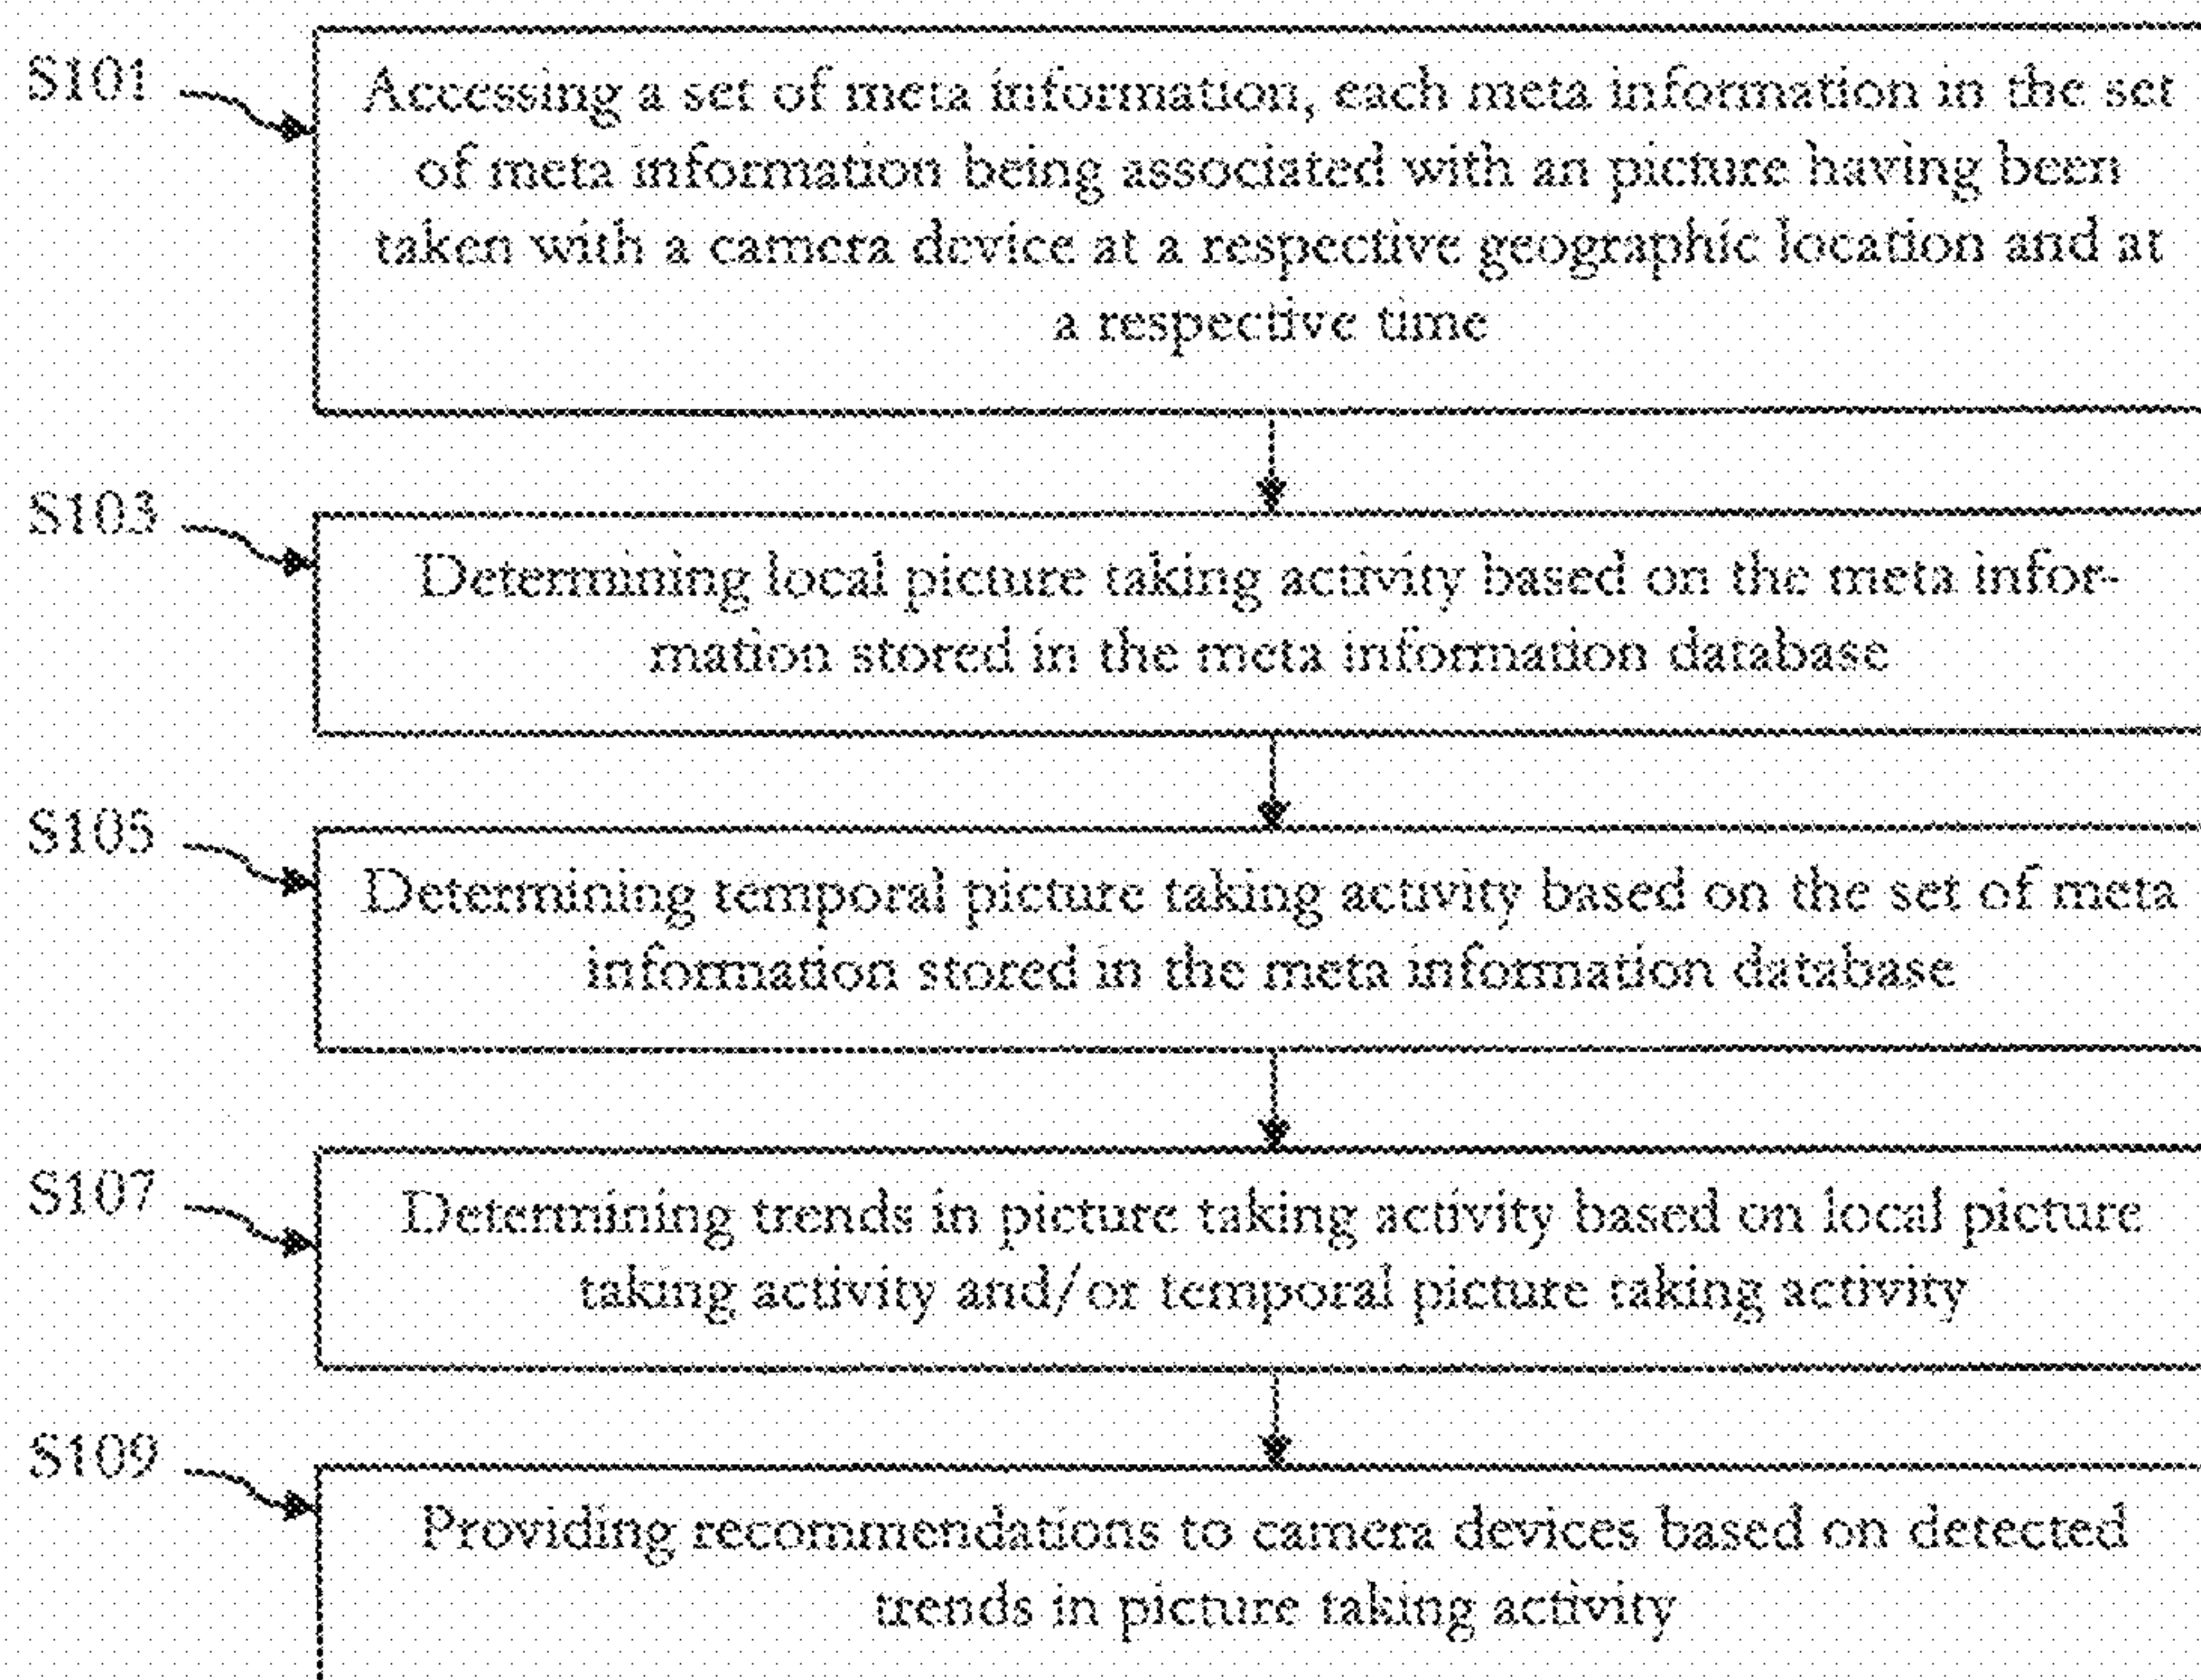 S101
Accessing a set of meta information, each meta information in the set
of meta information being associated with an picture having been
taken with a camera device at a respective geographic location and at
a respective time
S103
Determining local picture taking activity based on the meta infor-
mation stored in the meta information database
S105
Determining temporal picture taking activity based on the set of meta
information stored in the meta information database
S107
Determining trends in picture taking activity based on local picture
taking activity and/or temporal picture taking activity
S109
Providing recommendations to camera devices based on detected
trends in picture taking activity